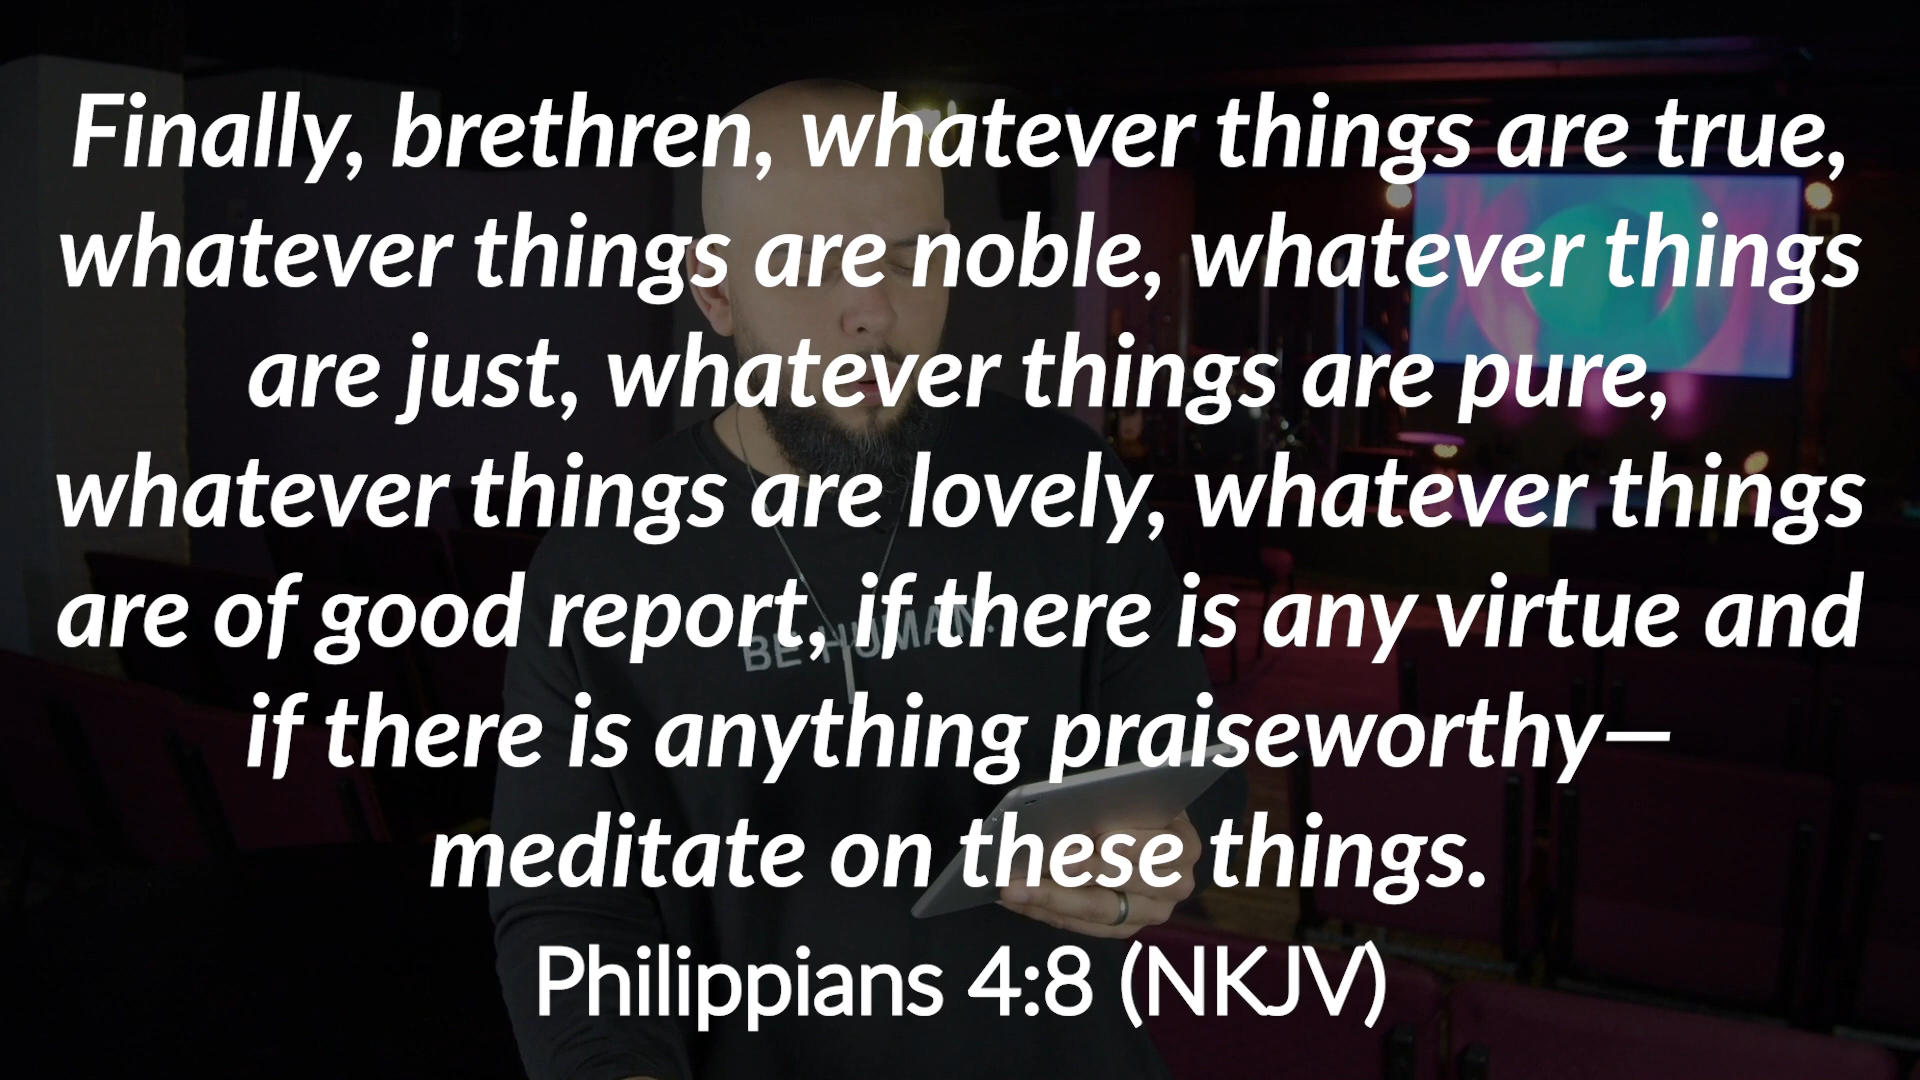 Finally, brethren, whatever things are true,
whatever things are noble, whatever things
are just, whatever things are pure,
whatever things are lovely, whatever things
are of good report, if there is any virtue and
if there is anything praiseworthy—
meditate on these things.
Philippians 4:8 (NKJV)
BE HUMAN.